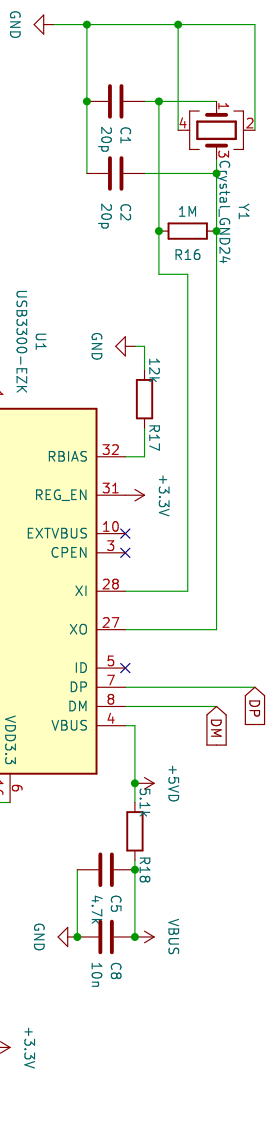 GND
4
2
1
3
Y1
Crystal_GND24
C1
20p
C2
20p
1M
R16
U1
USB3300-EZK
GND
12k
R17
RBIAS 32
REG_EN 31
+3.3V
EXTVBUS 10
CPEN 3
XI 28
XO 27
ID 5
DP 7
DM 8
VBUS 4
DP
DM
VDD3.3
6
+5VD
5.1k
R18
C5
4.7k
GND
C8
10n
VBUS
+3.3V